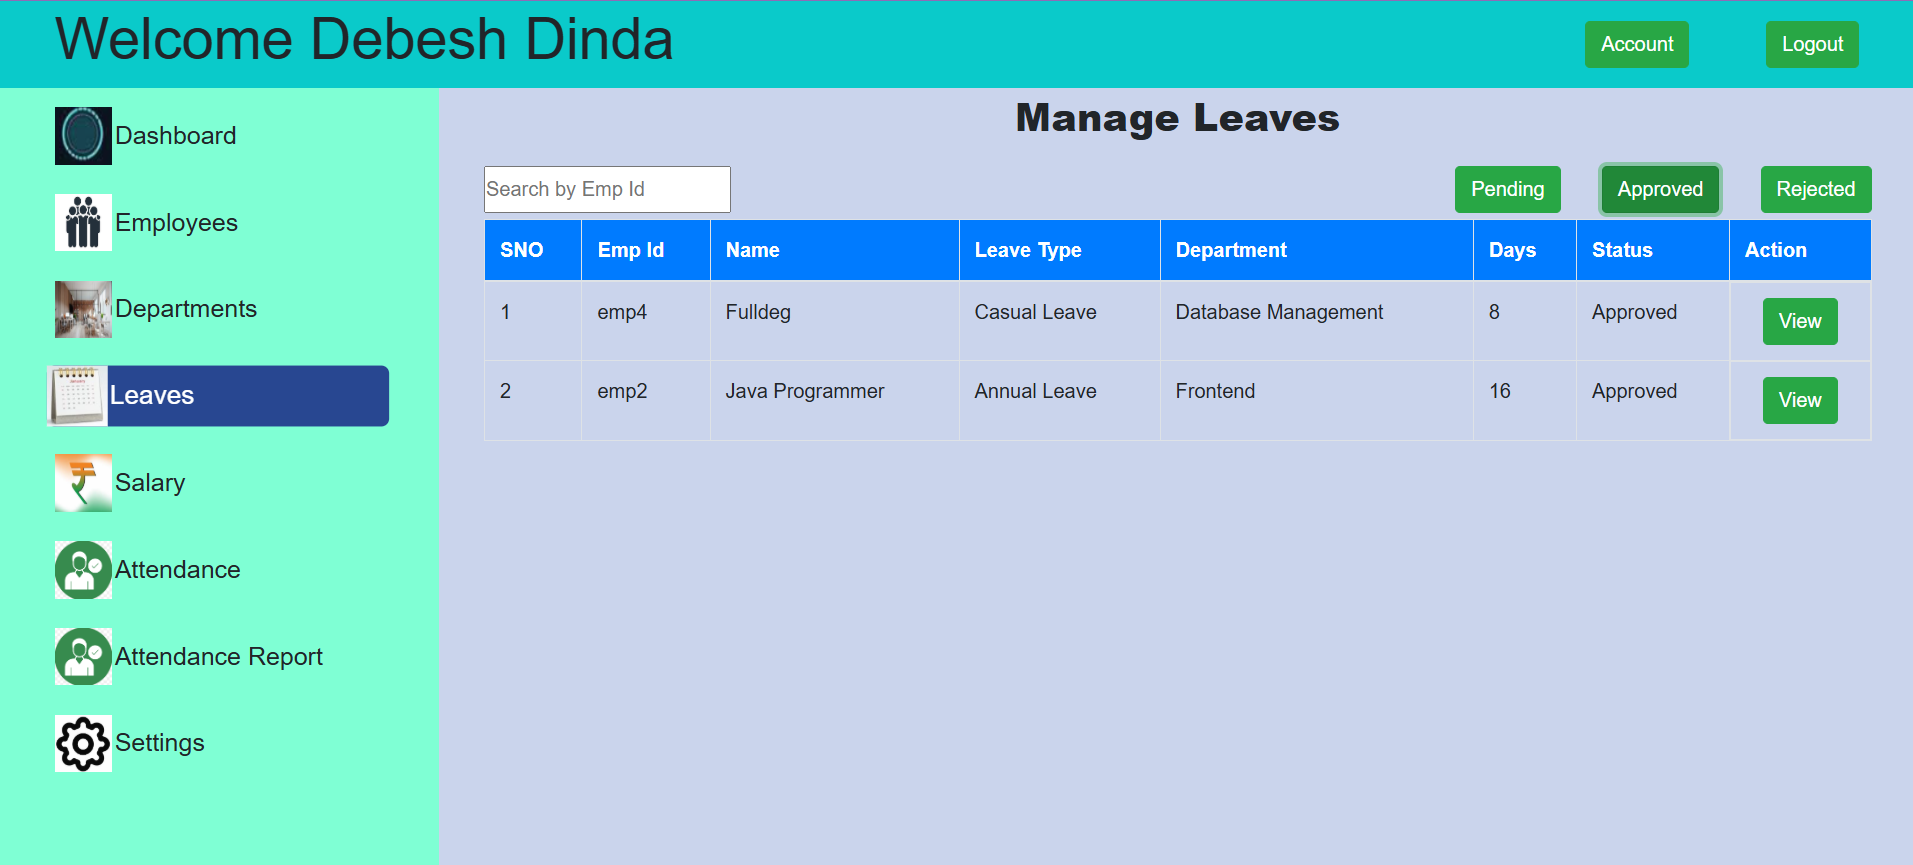 Welcome Debesh Dinda
Account
Logout
Dashboard
Employees
Departments
Leaves
Salary
Attendance
Attendance Report
Settings
Manage Leaves
Search by Emp Id
Pending
Approved
Rejected
SNO Emp Id Name Leave Type Department Days Status Action
1 emp4 Fulldeg Casual Leave Database Management 8 Approved View
2 emp2 Java Programmer Annual Leave Frontend 16 Approved View